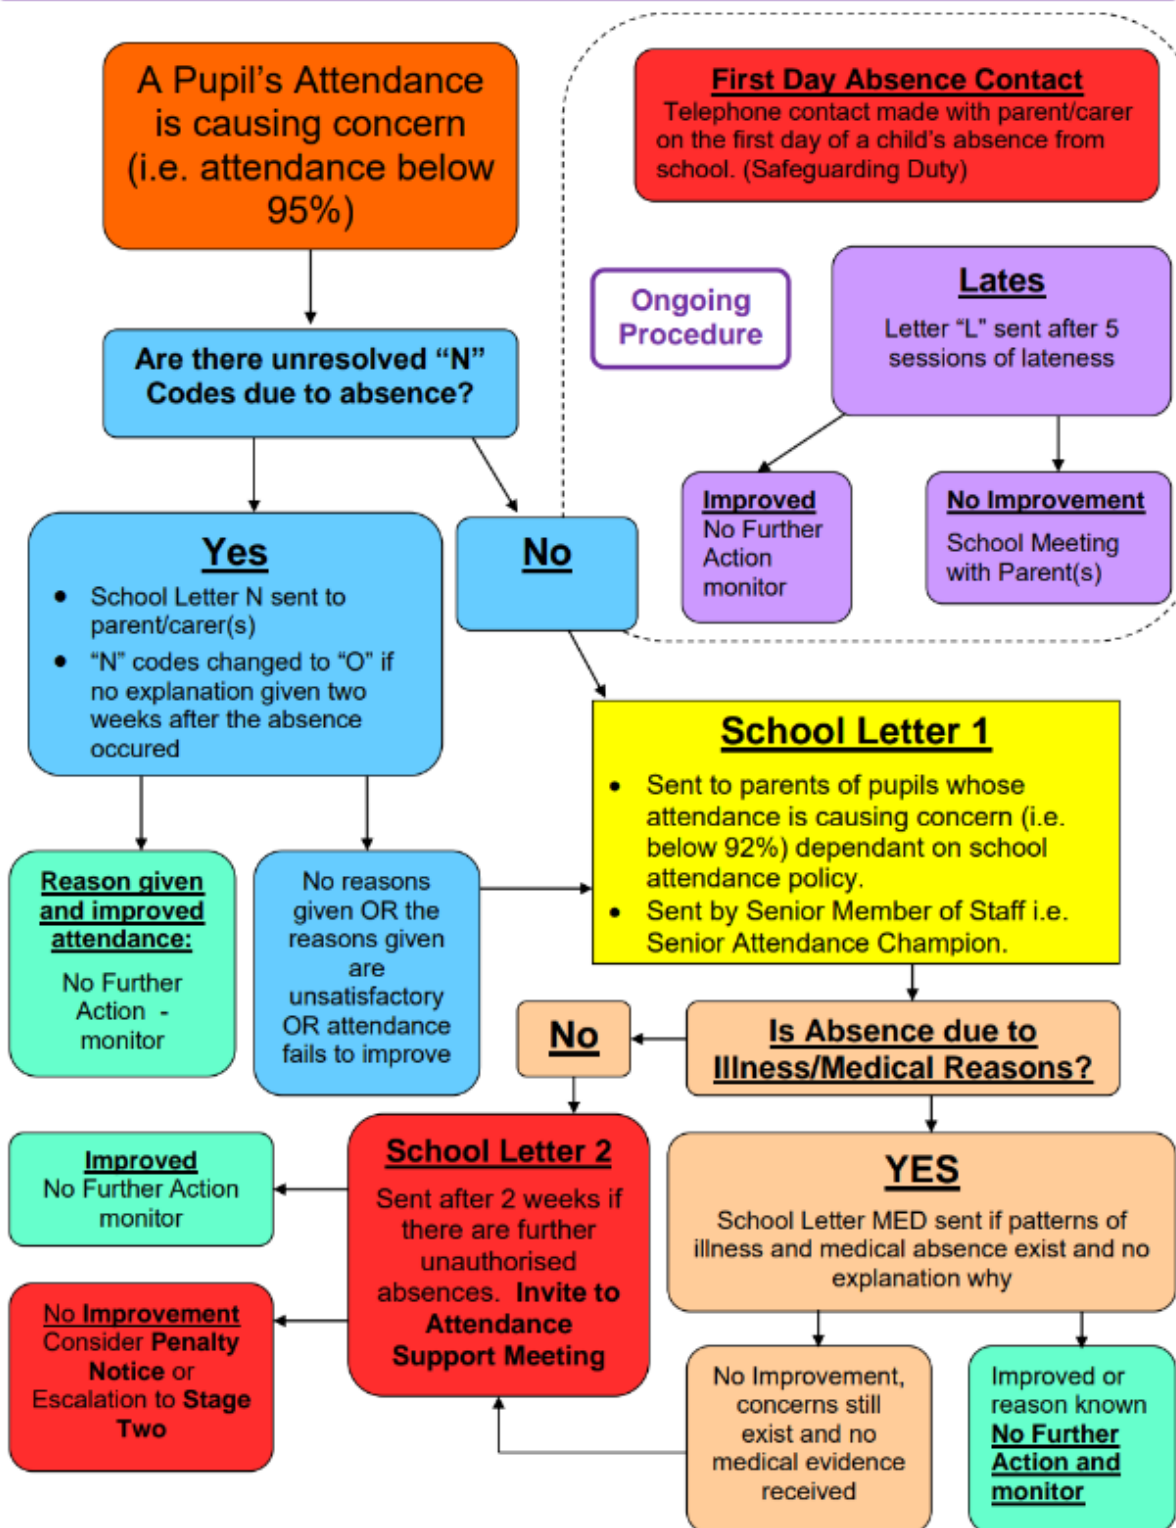 A Pupil's Attendance
is causing concern
(i.e. attendance below
95%)
First Day Absence Contact
Telephone contact made with parent/carer
on the first day of a child's absence from
school. (Safeguarding Duty)
Ongoing
Procedure
Lates
Letter "L" sent after 5
sessions of lateness
Improved
No Further
Action
monitor
No Improvement
School Meeting
with Parent(s)
Are there unresolved "N"
Codes due to absence?
Yes
• School Letter N sent to
parent/carer(s)
• "N" codes changed to "O" if
no explanation given two
weeks after the absence
occured
No
Reason given
and improved
attendance:
No Further
Action -
monitor
No reasons
given OR the
reasons given
are
unsatisfactory
OR attendance
fails to improve
School Letter 1
• Sent to parents of pupils whose
attendance is causing concern (i.e.
below 92%) dependant on school
attendance policy.
• Sent by Senior Member of Staff i.e.
Senior Attendance Champion.
Is Absence due to
Illness/Medical Reasons?
No
YES
School Letter MED sent if patterns of
illness and medical absence exist and no
explanation why
School Letter 2
Sent after 2 weeks if
there are further
unauthorised
absences. Invite to
Attendance
Support Meeting
Improved
No Further Action
monitor
No Improvement
Consider Penalty
Notice or
Escalation to Stage
Two
No Improvement,
concerns still
exist and no
medical evidence
received
Improved or
reason known
No Further
Action and
monitor